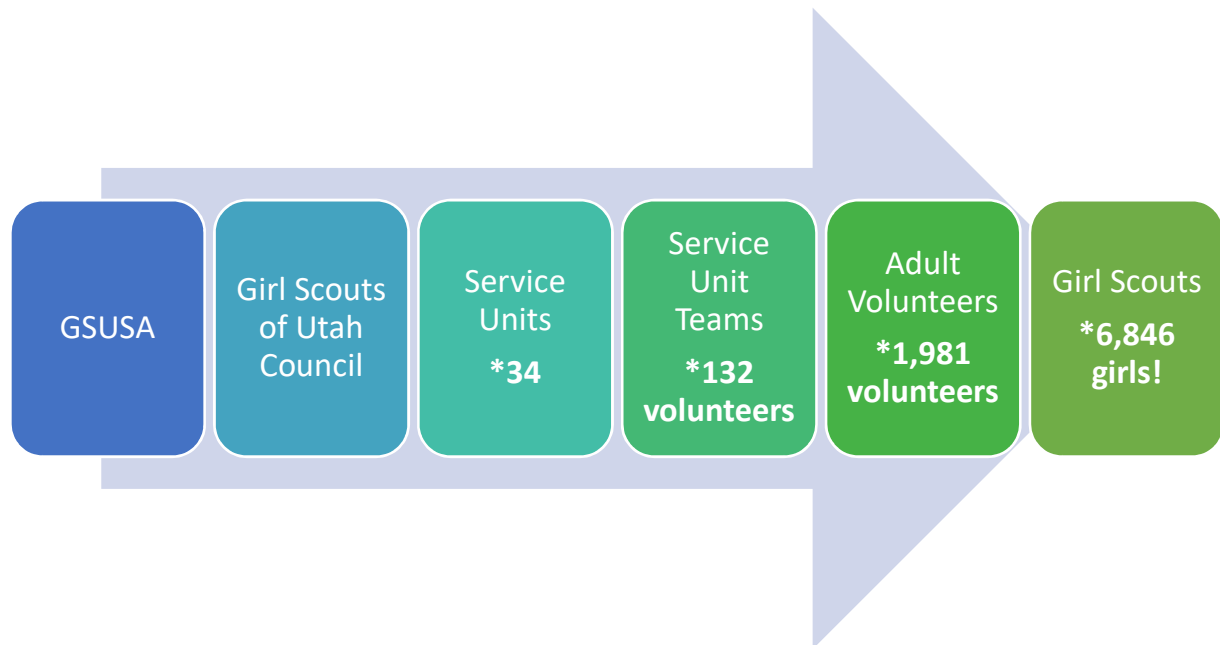 GSUSA
Girl Scouts
of Utah
Council
Service
Units
*34
Service
Unit
Teams
*132
volunteers
Adult
Volunteers
*1,981
volunteers
Girl Scouts
*6,846
girls!